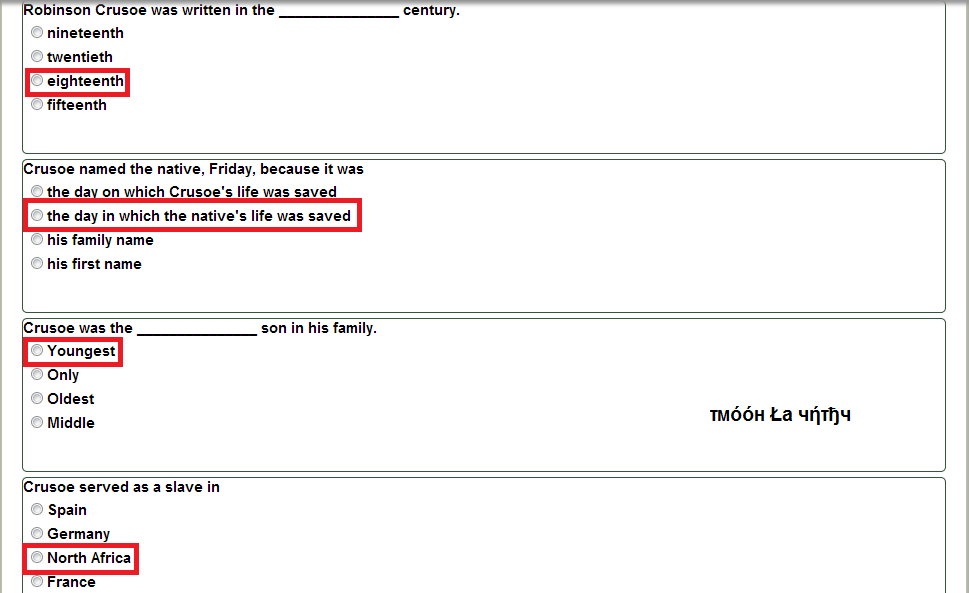 Robinson Crusoe was written in the _______________ century.
nineteenth
twentieth
eighteenth
fifteenth
Crusoe named the native, Friday, because it was
the day on which Crusoe's life was saved
the day in which the native's life was saved
his family name
his first name
Crusoe was the _______________ son in his family.
Youngest
Only
Oldest
Middle
тмóóн Ła чήтђч
Crusoe served as a slave in
Spain
Germany
North Africa
France